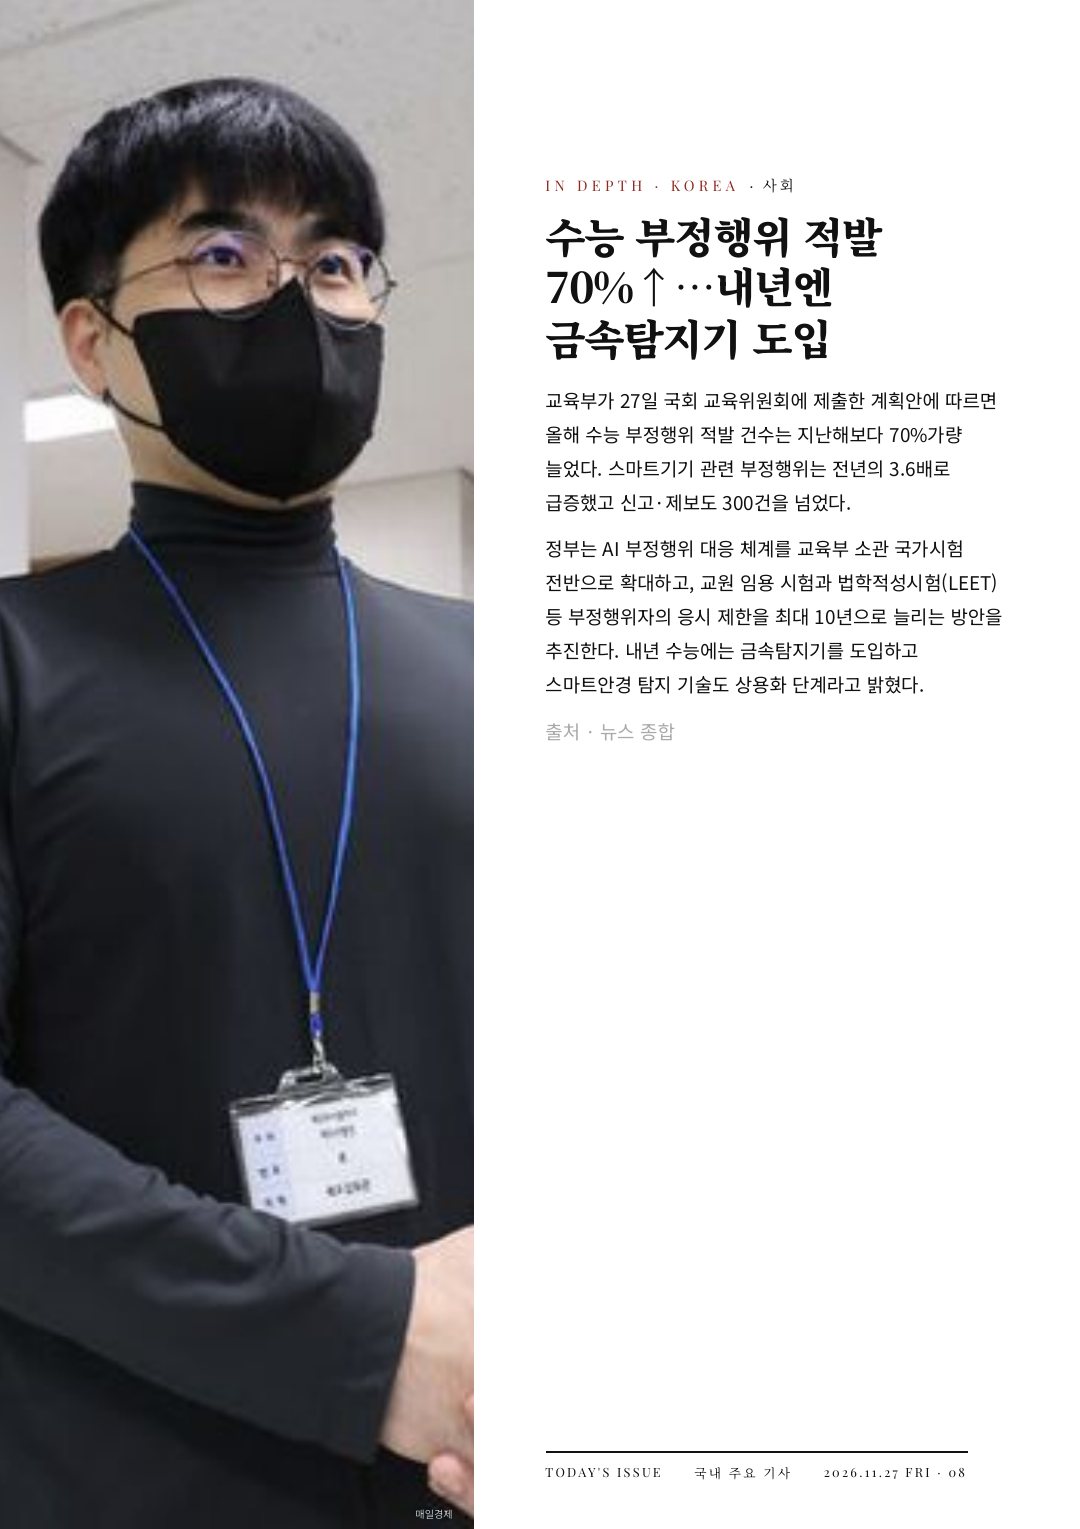 IN DEPTH · KOREA · 사회
수능 부정행위 적발
70%↑…내년엔
금속탐지기 도입
교육부가 27일 국회 교육위원회에 제출한 계획안에 따르면
올해 수능 부정행위 적발 건수는 지난해보다 70%가량
늘었다. 스마트기기 관련 부정행위는 전년의 3.6배로
급증했고 신고·제보도 300건을 넘었다.
정부는 AI 부정행위 대응 체계를 교육부 소관 국가시험
전반으로 확대하고, 교원 임용 시험과 법학적성시험(LEET)
등 부정행위자의 응시 제한을 최대 10년으로 늘리는 방안을
추진한다. 내년 수능에는 금속탐지기를 도입하고
스마트안경 탐지 기술도 상용화 단계라고 밝혔다.
출처 · 뉴스 종합
매일경제
TODAY'S ISSUE 국내 주요 기사 2026.11.27 FRI · 08